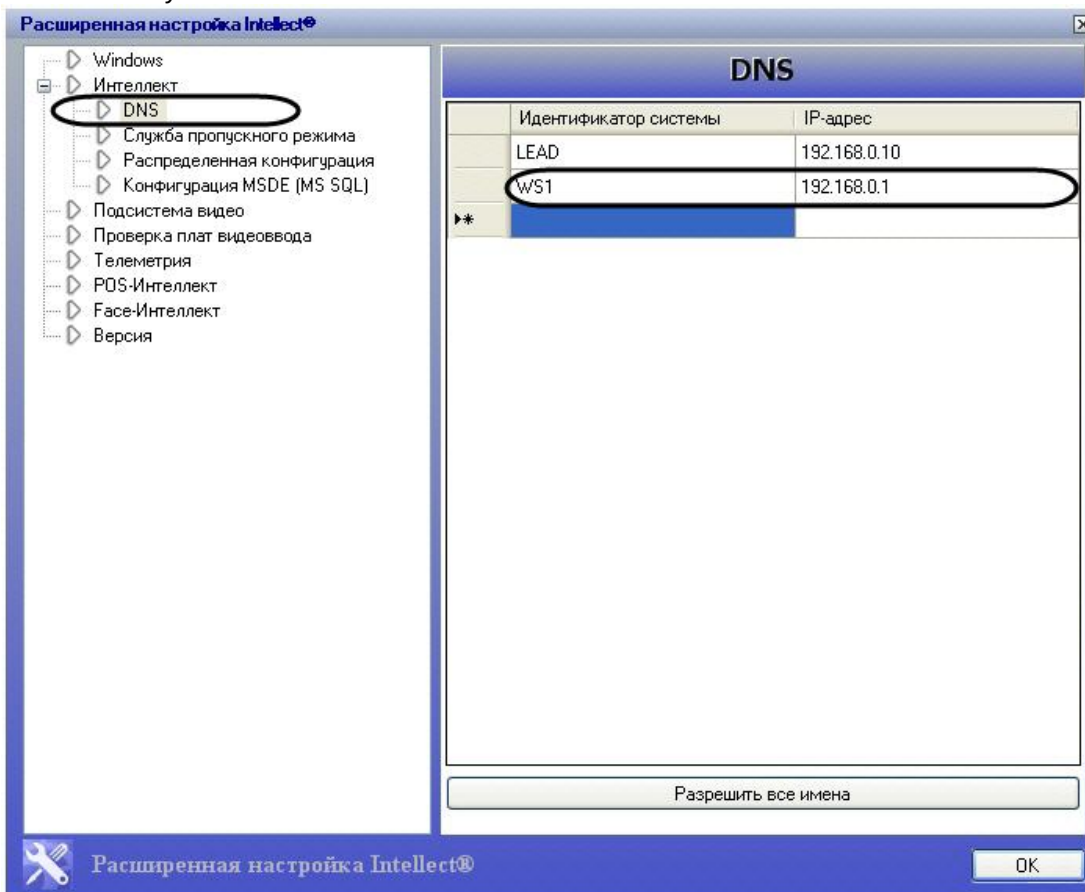 Расширенная настройка Intellect®
Windows
Интеллект
DNS
Служба пропускного режима
Распределенная конфигурация
Конфигурация MSDE (MS SQL)
Подсистема видео
Проверка плат видеоввода
Телеметрия
POS-Интеллект
Face-Интеллект
Версия
DNS
Идентификатор системы IP-адрес
LEAD 192.168.0.10
WS1 192.168.0.1
Разрешить все имена
Расширенная настройка Intellect®
OK